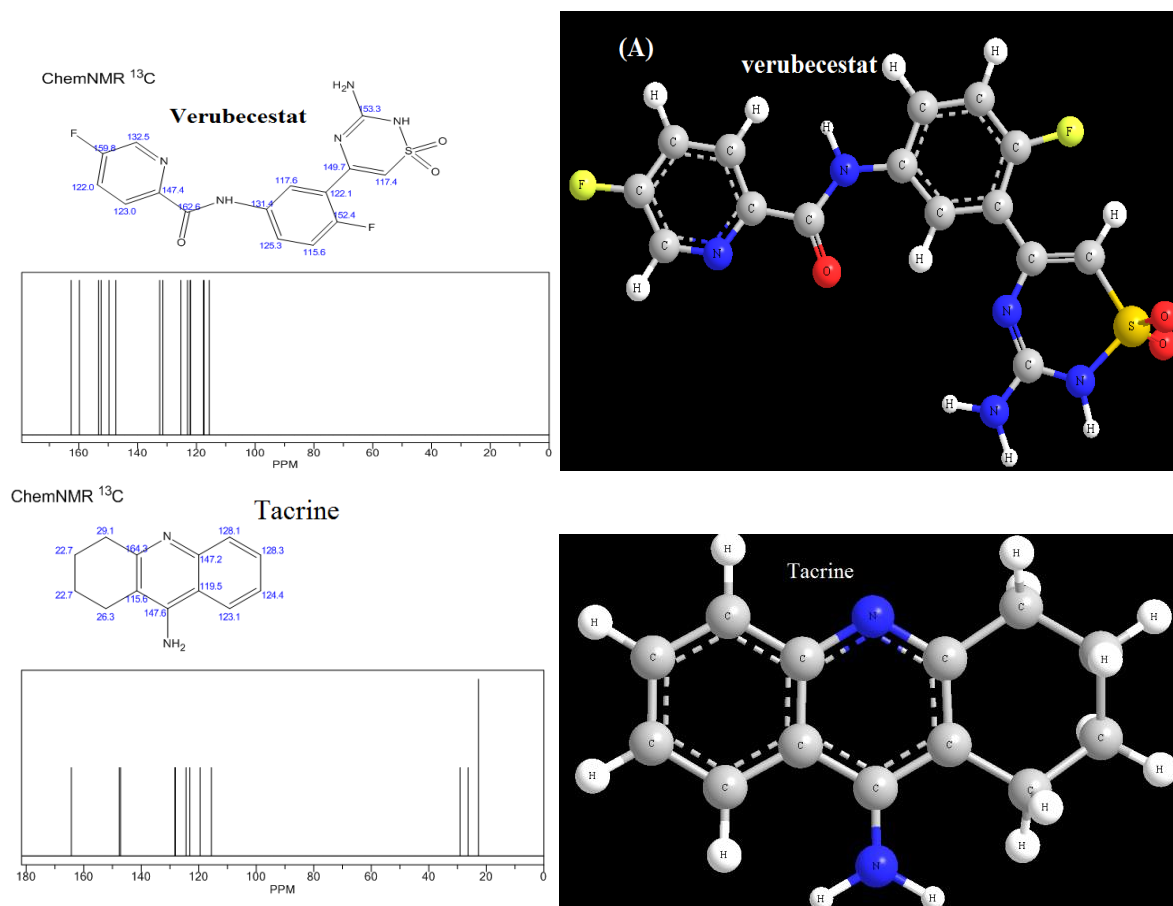 ChemNMR ¹³C
Verubecestat
H₂N
153.3
NH
N
S
O
O
F
132.5
159.8
N
149.7
117.4
122.0
147.4
117.6
122.1
123.0
162.6
NH
131.4
152.4
F
O
125.3
115.6
160 140 120 100 80 60 40 20 0
PPM
(A)
verubecestat
H H H H H H H H H H
C C C C C C C C C C C C C C C
F F
N N N N N
O O O
S
ChemNMR ¹³C
Tacrine
29.1
N
128.1
22.7
164.3
128.3
147.2
22.7
119.5
115.6
124.4
147.6
26.3
123.1
NH₂
180 160 140 120 100 80 60 40 20 0
PPM
Tacrine
H H H
N
C C C C
H C H
C C C C
H C C C H
H H H
N
H H